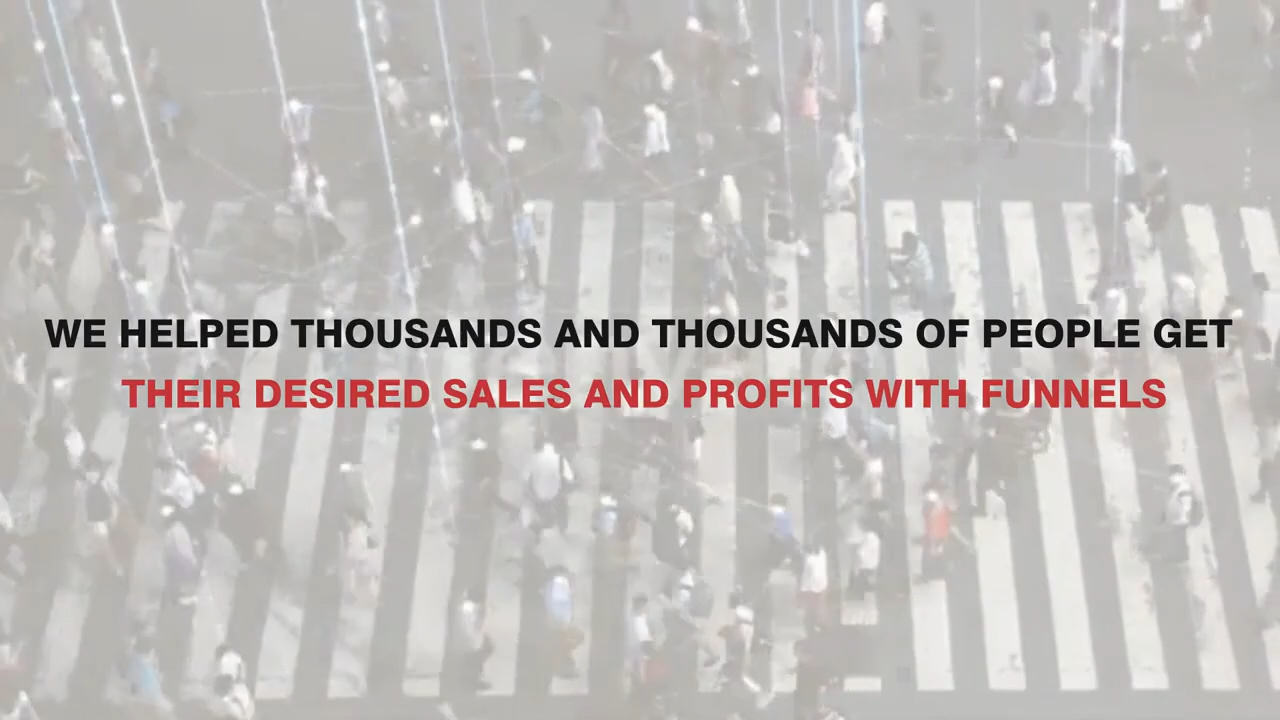 WE HELPED THOUSANDS AND THOUSANDS OF PEOPLE GET
THEIR DESIRED SALES AND PROFITS WITH FUNNELS